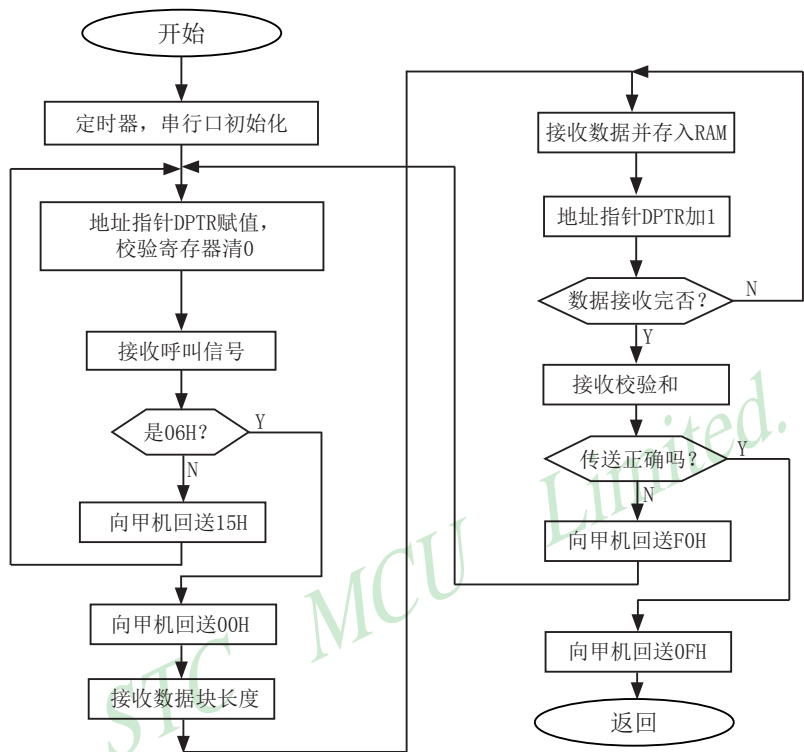 开始
定时器，串行口初始化
地址指针DPTR赋值，
校验寄存器清0
接收呼叫信号
是06H？
Y
N
向甲机回送15H
向甲机回送00H
接收数据块长度
接收数据并存入RAM
地址指针DPTR加1
数据接收完否？
N
Y
接收校验和
传送正确吗？
Y
N
向甲机回送F0H
向甲机回送0FH
返回
STC MCU Limited.